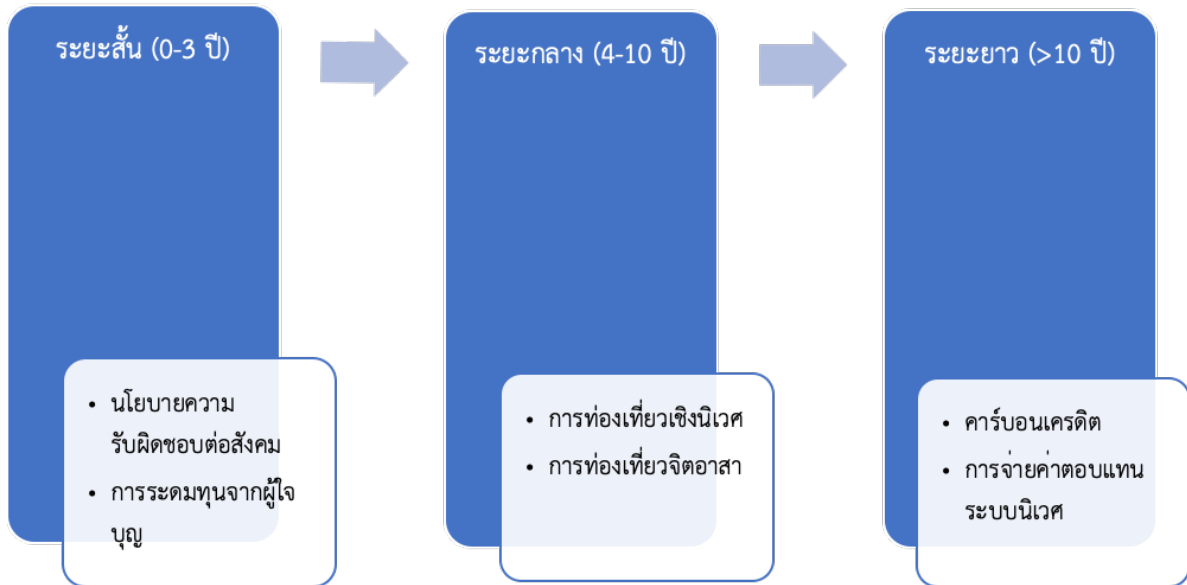 ระยะสั้น (0-3 ปี)
ระยะกลาง (4-10 ปี)
ระยะยาว (>10 ปี)
• นโยบายความ
รับผิดชอบต่อสังคม
• การระดมทุนจากผู้ใจ
บุญ
• การท่องเที่ยวเชิงนิเวศ
• การท่องเที่ยวจิตอาสา
• คาร์บอนเครดิต
• การจ่ายค่าตอบแทน
ระบบนิเวศ